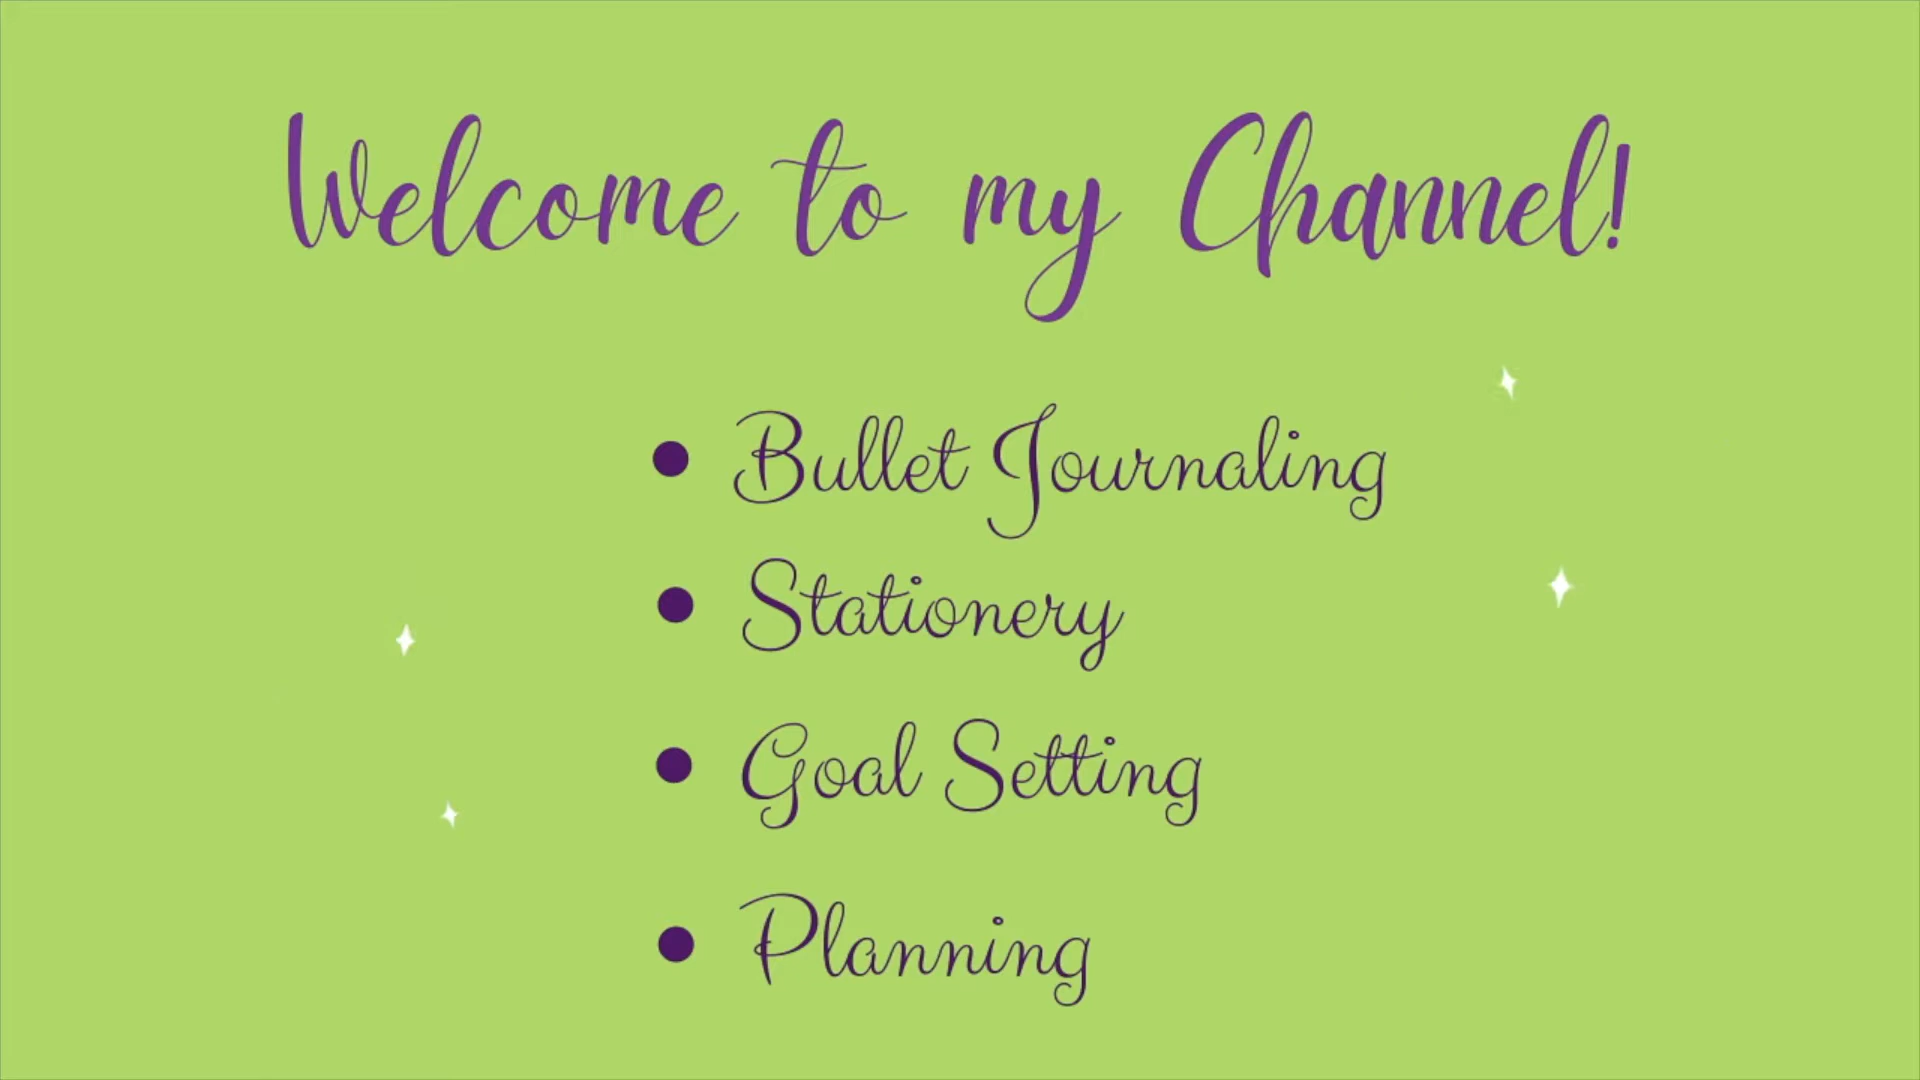 Welcome to my Channel!
• Bullet Journaling
• Stationery
• Goal Setting
• Planning